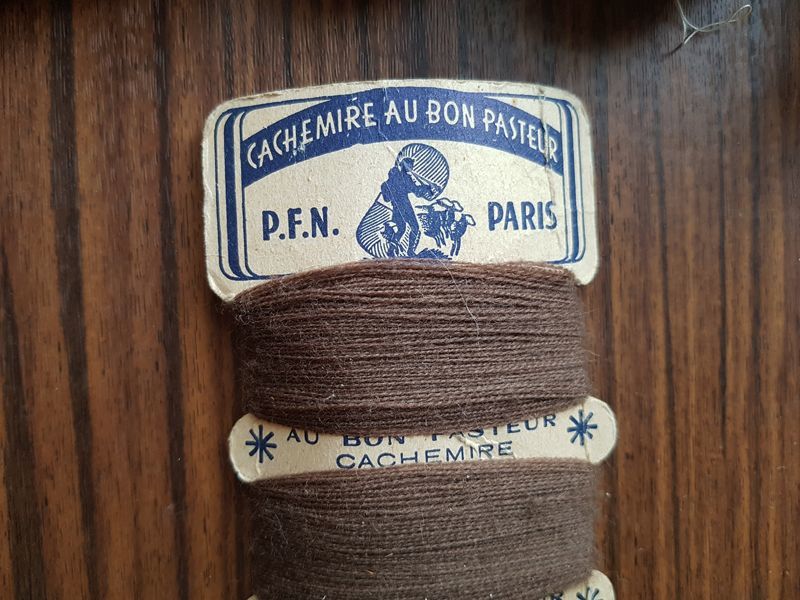 CACHEMIRE AU BON PASTEUR
P.F.N. PARIS
AU BON PASTEUR
CACHEMIRE